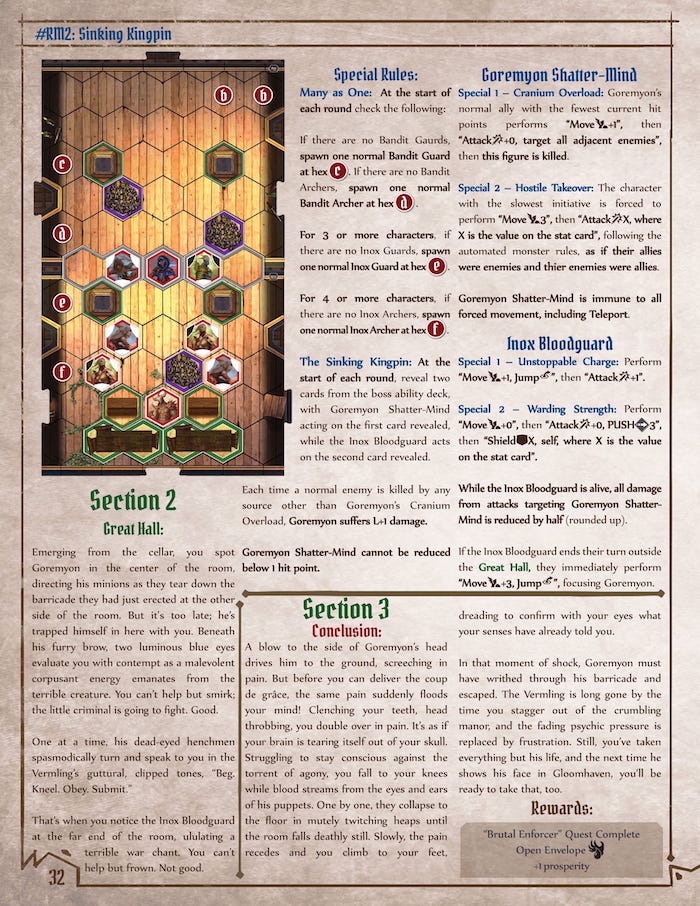 #RM2: Sinking Kingpin
b b
c
d
e
f
Special Rules:
Many as One: At the start of
each round check the following:
If there are no Bandit Gaurds,
spawn one normal Bandit Guard
at hex c. If there are no Bandit
Archers, spawn one normal
Bandit Archer at hex d.
For 3 or more characters, if
there are no Inox Guards, spawn
one normal Inox Guard at hex e.
For 4 or more characters, if
there are no Inox Archers, spawn
one normal Inox Archer at hex f.
The Sinking Kingpin: At the
start of each round, reveal two
cards from the boss ability deck,
with Goremyon Shatter-Mind
acting on the first card revealed,
while the Inox Bloodguard acts
on the second card revealed.
Each time a normal enemy is killed by any
source other than Goremyon's Cranium
Overload, Goremyon suffers L+1 damage.
Goremyon Shatter-Mind cannot be reduced
below 1 hit point.
Goremyon Shatter-Mind
Special 1 – Cranium Overload: Goremyon's
normal ally with the fewest current hit
points performs "Move +1", then
"Attack +0, target all adjacent enemies",
then this figure is killed.
Special 2 – Hostile Takeover: The character
with the slowest initiative is forced to
perform "Move 3", then "Attack X, where
X is the value on the stat card", following the
automated monster rules, as if their allies
were enemies and thier enemies were allies.
Goremyon Shatter-Mind is immune to all
forced movement, including Teleport.
Inox Bloodguard
Special 1 – Unstoppable Charge: Perform
"Move +1, Jump", then "Attack +1".
Special 2 – Warding Strength: Perform
"Move +0", then "Attack +0, PUSH 3",
then "Shield X, self, where X is the value
on the stat card".
While the Inox Bloodguard is alive, all damage
from attacks targeting Goremyon Shatter-
Mind is reduced by half (rounded up).
If the Inox Bloodguard ends their turn outside
the Great Hall, they immediately perform
"Move +3, Jump", focusing Goremyon.
Section 2
Great Hall:
Emerging from the cellar, you spot
Goremyon in the center of the room,
directing his minions as they tear down the
barricade they had just erected at the other
side of the room. But it's too late; he's
trapped himself in here with you. Beneath
his furry brow, two luminous blue eyes
evaluate you with contempt as a malevolent
corpusant energy emanates from the
terrible creature. You can't help but smirk;
the little criminal is going to fight. Good.
One at a time, his dead-eyed henchmen
spasmodically turn and speak to you in the
Vermling's guttural, clipped tones, "Beg.
Kneel. Obey. Submit."
That's when you notice the Inox Bloodguard
at the far end of the room, ululating a
terrible war chant. You can't
help but frown. Not good.
Section 3
Conclusion:
A blow to the side of Goremyon's head
drives him to the ground, screeching in
pain. But before you can deliver the coup
de grâce, the same pain suddenly floods
your mind! Clenching your teeth, head
throbbing, you double over in pain. It's as if
your brain is tearing itself out of your skull.
Struggling to stay conscious against the
torrent of agony, you fall to your knees
while blood streams from the eyes and ears
of his puppets. One by one, they collapse to
the floor in mutely twitching heaps until
the room falls deathly still. Slowly, the pain
recedes and you climb to your feet,
dreading to confirm with your eyes what
your senses have already told you.
In that moment of shock, Goremyon must
have writhed through his barricade and
escaped. The Vermling is long gone by the
time you stagger out of the crumbling
manor, and the fading psychic pressure is
replaced by frustration. Still, you've taken
everything but his life, and the next time he
shows his face in Gloomhaven, you'll be
ready to take that, too.
Rewards:
"Brutal Enforcer" Quest Complete
Open Envelope
+1 prosperity
32